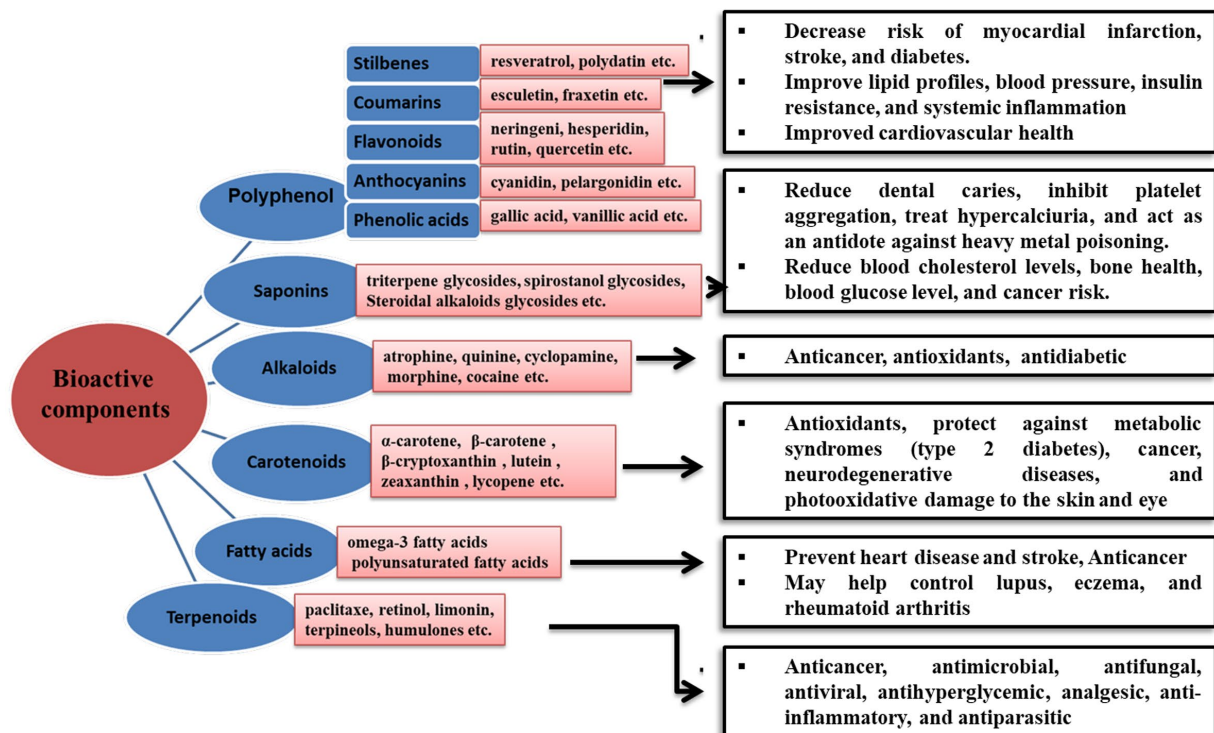 Bioactive
components
Polyphenol
Stilbenes
resveratrol, polydatin etc.
Coumarins
esculetin, fraxetin etc.
Flavonoids
neringeni, hesperidin,
rutin, quercetin etc.
Anthocyanins
cyanidin, pelargonidin etc.
Phenolic acids
gallic acid, vanillic acid etc.
▪ Decrease risk of myocardial infarction,
stroke, and diabetes.
▪ Improve lipid profiles, blood pressure, insulin
resistance, and systemic inflammation
▪ Improved cardiovascular health
Saponins
triterpene glycosides, spirostanol glycosides,
Steroidal alkaloids glycosides etc.
▪ Reduce dental caries, inhibit platelet
aggregation, treat hypercalciuria, and act as
an antidote against heavy metal poisoning.
▪ Reduce blood cholesterol levels, bone health,
blood glucose level, and cancer risk.
Alkaloids
atrophine, quinine, cyclopamine,
morphine, cocaine etc.
▪ Anticancer, antioxidants, antidiabetic
Carotenoids
α-carotene, β-carotene ,
β-cryptoxanthin , lutein ,
zeaxanthin , lycopene etc.
▪ Antioxidants, protect against metabolic
syndromes (type 2 diabetes), cancer,
neurodegenerative diseases, and
photooxidative damage to the skin and eye
Fatty acids
omega-3 fatty acids
polyunsaturated fatty acids
▪ Prevent heart disease and stroke, Anticancer
▪ May help control lupus, eczema, and
rheumatoid arthritis
Terpenoids
paclitaxe, retinol, limonin,
terpineols, humulones etc.
▪ Anticancer, antimicrobial, antifungal,
antiviral, antihyperglycemic, analgesic, anti-
inflammatory, and antiparasitic